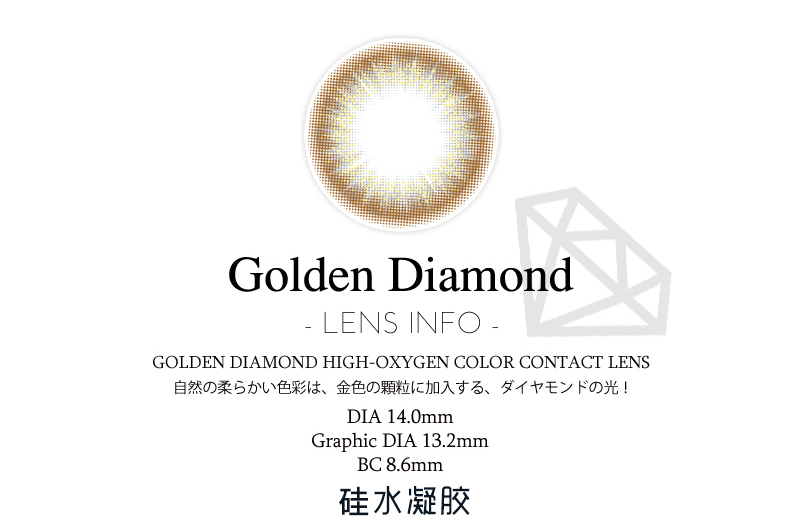 Golden Diamond
- LENS INFO -
GOLDEN DIAMOND HIGH-OXYGEN COLOR CONTACT LENS
自然の柔らかい色彩は、金色の顆粒に加入する、ダイヤモンドの光！
DIA 14.0mm
Graphic DIA 13.2mm
BC 8.6mm
硅水凝胶